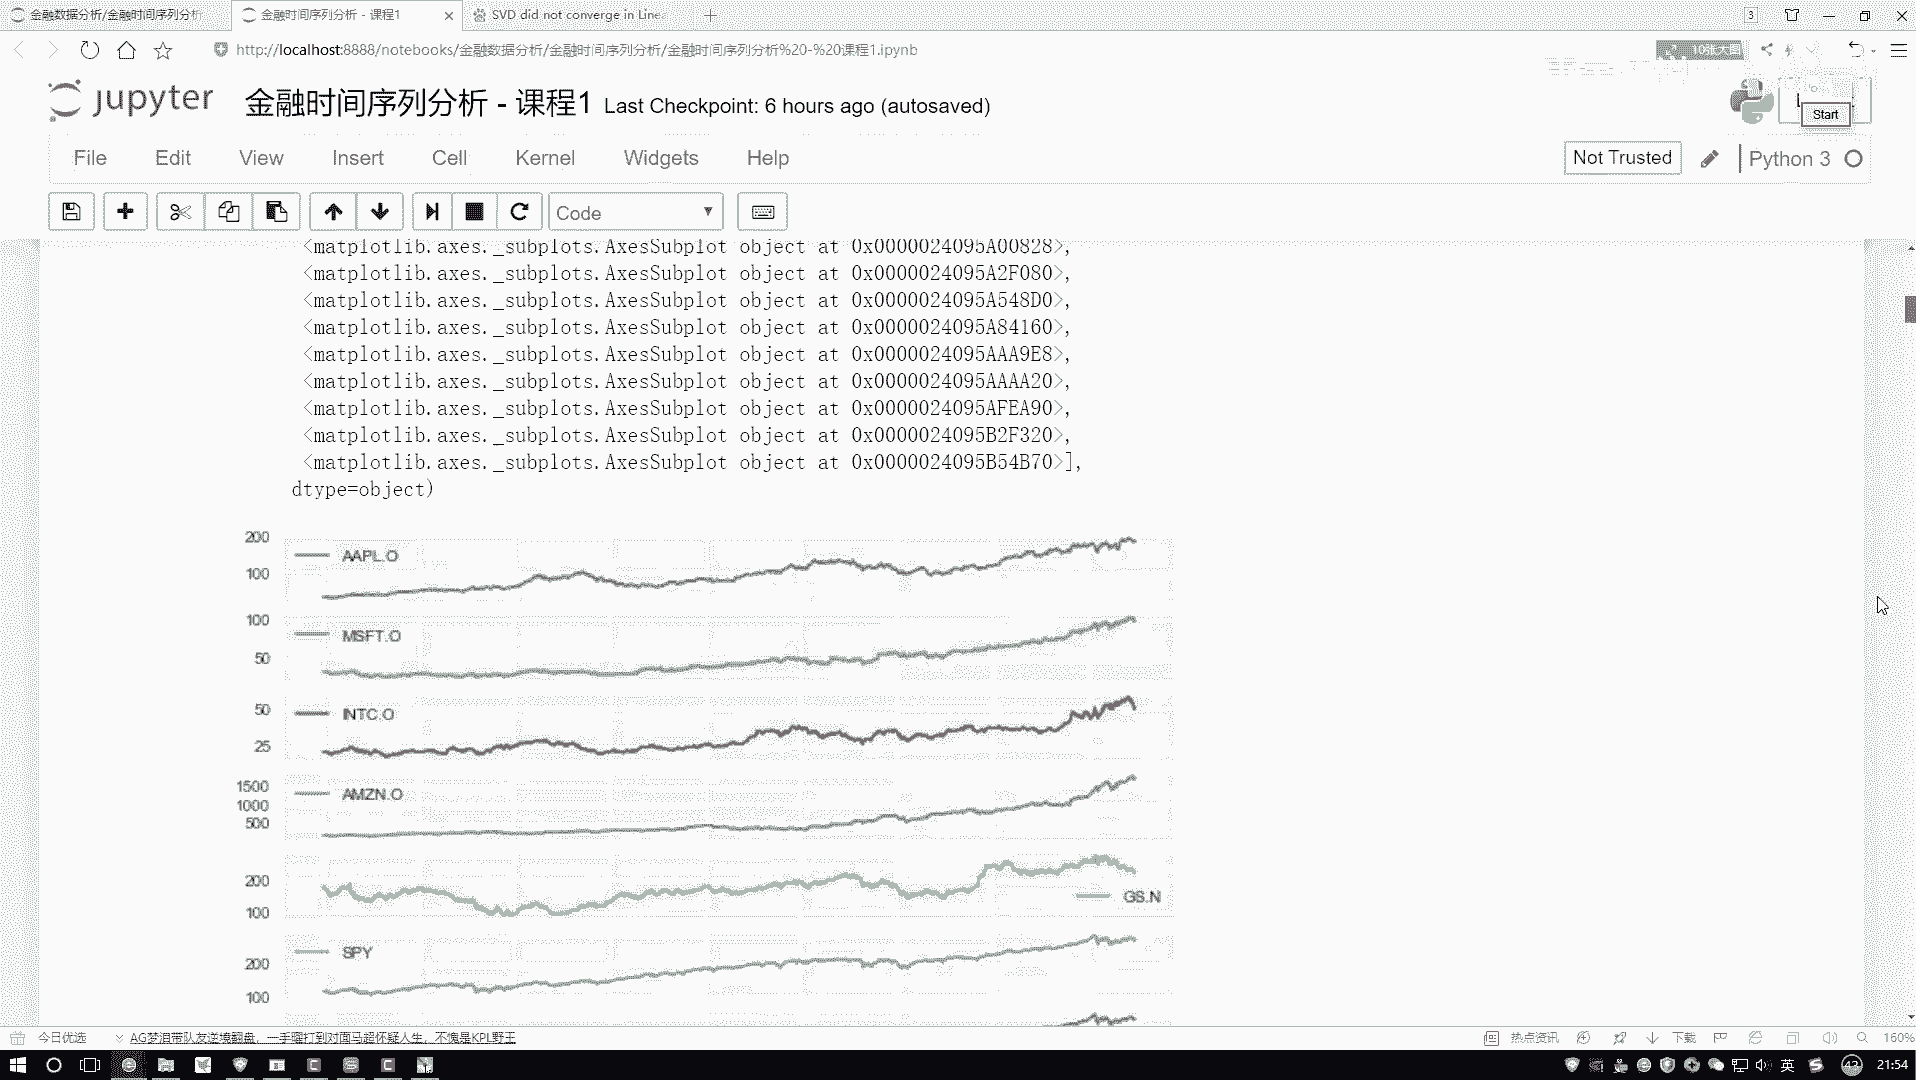 金融数据分析/金融时间序列分析
金融时间序列分析 - 课程1
SVD did not converge in Linea
3
http://localhost:8888/notebooks/金融数据分析/金融时间序列分析/金融时间序列分析%20-%20课程1.ipynb
10张大图
jupyter
金融时间序列分析 - 课程1 Last Checkpoint: 6 hours ago (autosaved)
Start
File Edit View Insert Cell Kernel Widgets Help
Not Trusted
Python 3
Code
<matplotlib.axes._subplots.AxesSubplot object at 0x0000024095A00828>,
<matplotlib.axes._subplots.AxesSubplot object at 0x0000024095A2F080>,
<matplotlib.axes._subplots.AxesSubplot object at 0x0000024095A548D0>,
<matplotlib.axes._subplots.AxesSubplot object at 0x0000024095A84160>,
<matplotlib.axes._subplots.AxesSubplot object at 0x0000024095AAA9E8>,
<matplotlib.axes._subplots.AxesSubplot object at 0x0000024095AAAA20>,
<matplotlib.axes._subplots.AxesSubplot object at 0x0000024095AFEA90>,
<matplotlib.axes._subplots.AxesSubplot object at 0x0000024095B2F320>,
<matplotlib.axes._subplots.AxesSubplot object at 0x0000024095B54B70>],
dtype=object)
200
AAPL.O
100
100
MSFT.O
50
50
INTC.O
25
1500
AMZN.O
1000
500
200
GS.N
100
SPY
200
100
今日优选
AG梦泪带队友逆境翻盘，一手曜打到对面马超怀疑人生，不愧是KPL野王
热点资讯
下载
160%
英
42
21:54